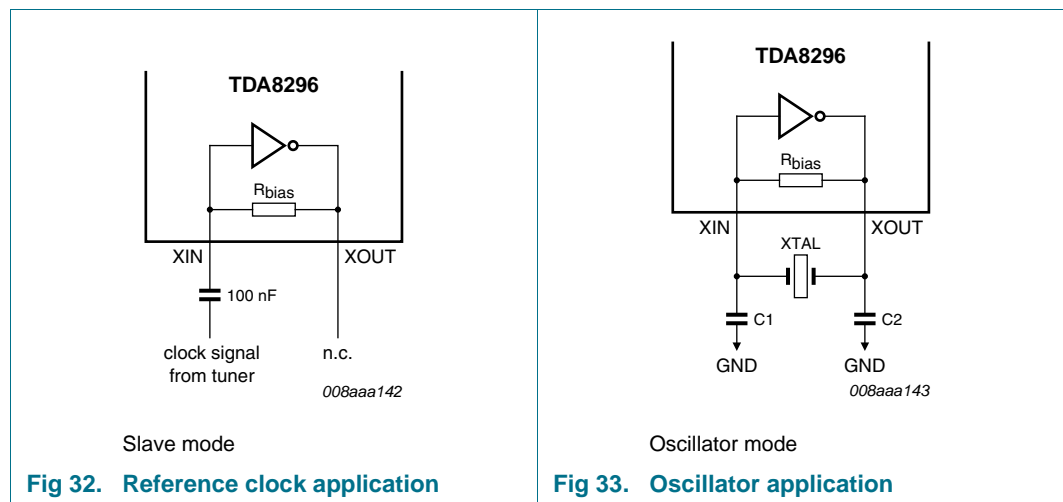 TDA8296
Rbias
XIN
XOUT
100 nF
clock signal
from tuner
n.c.
008aaa142
Slave mode
Fig 32. Reference clock application
TDA8296
Rbias
XIN
XOUT
XTAL
C1
C2
GND
GND
008aaa143
Oscillator mode
Fig 33. Oscillator application